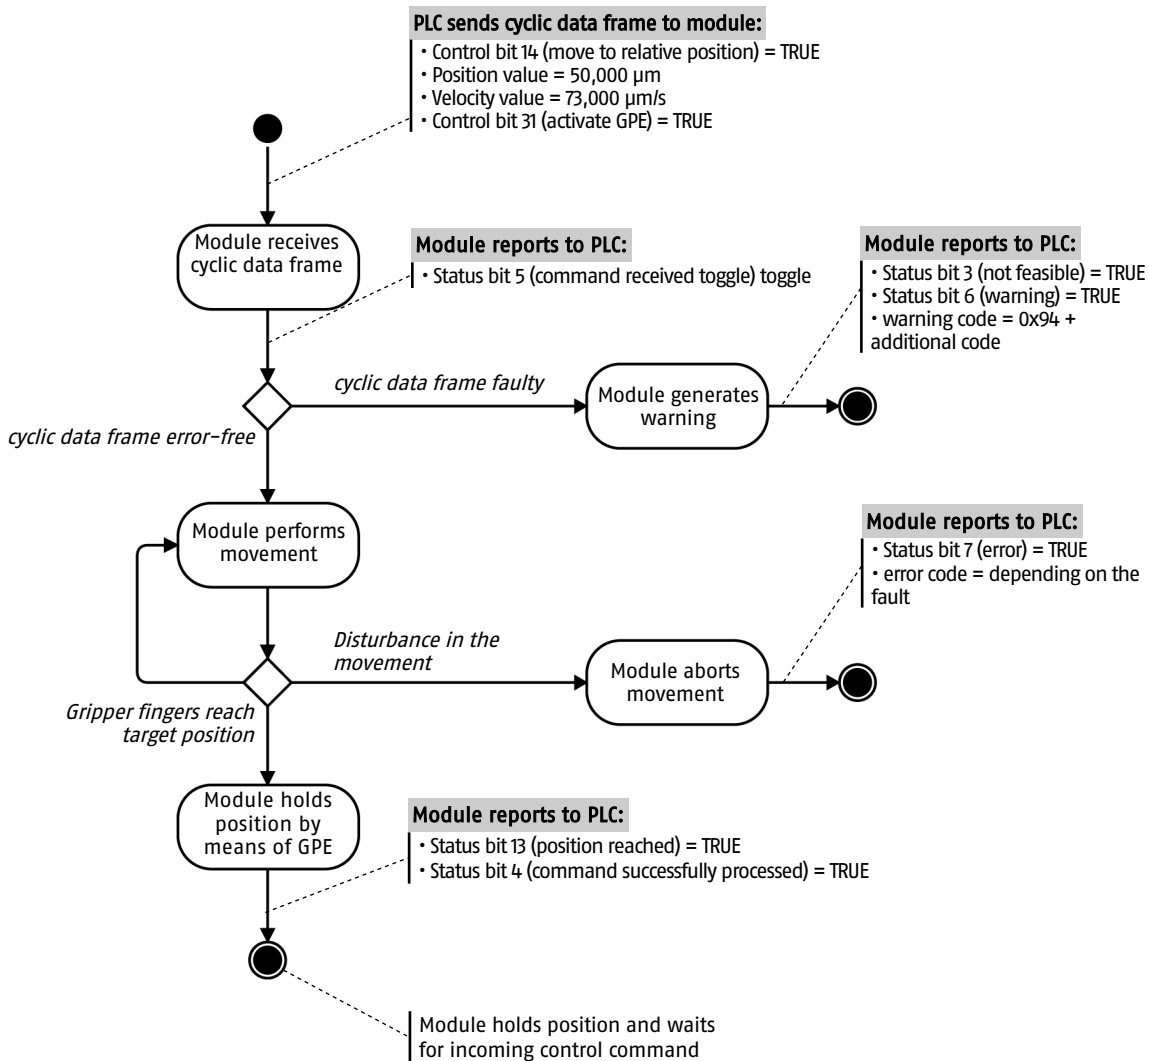 PLC sends cyclic data frame to module:
• Control bit 14 (move to relative position) = TRUE
• Position value = 50,000 µm
• Velocity value = 73,000 µm/s
• Control bit 31 (activate GPE) = TRUE
Module receives
cyclic data frame
Module reports to PLC:
• Status bit 5 (command received toggle) toggle
Module reports to PLC:
• Status bit 3 (not feasible) = TRUE
• Status bit 6 (warning) = TRUE
• warning code = 0x94 +
additional code
cyclic data frame faulty
Module generates
warning
cyclic data frame error-free
Module performs
movement
Module reports to PLC:
• Status bit 7 (error) = TRUE
• error code = depending on the
fault
Disturbance in the
movement
Module aborts
movement
Gripper fingers reach
target position
Module holds
position by
means of GPE
Module reports to PLC:
• Status bit 13 (position reached) = TRUE
• Status bit 4 (command successfully processed) = TRUE
Module holds position and waits
for incoming control command